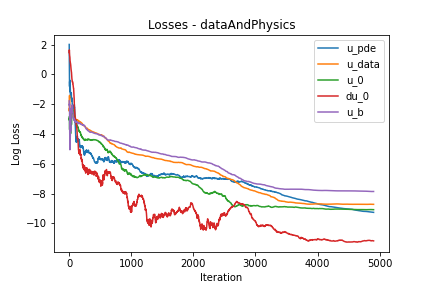 Losses - dataAndPhysics
2
0
−2
−4
−6
−8
−10
Log Loss
u_pde
u_data
u_0
du_0
u_b
0
1000
2000
3000
4000
5000
Iteration